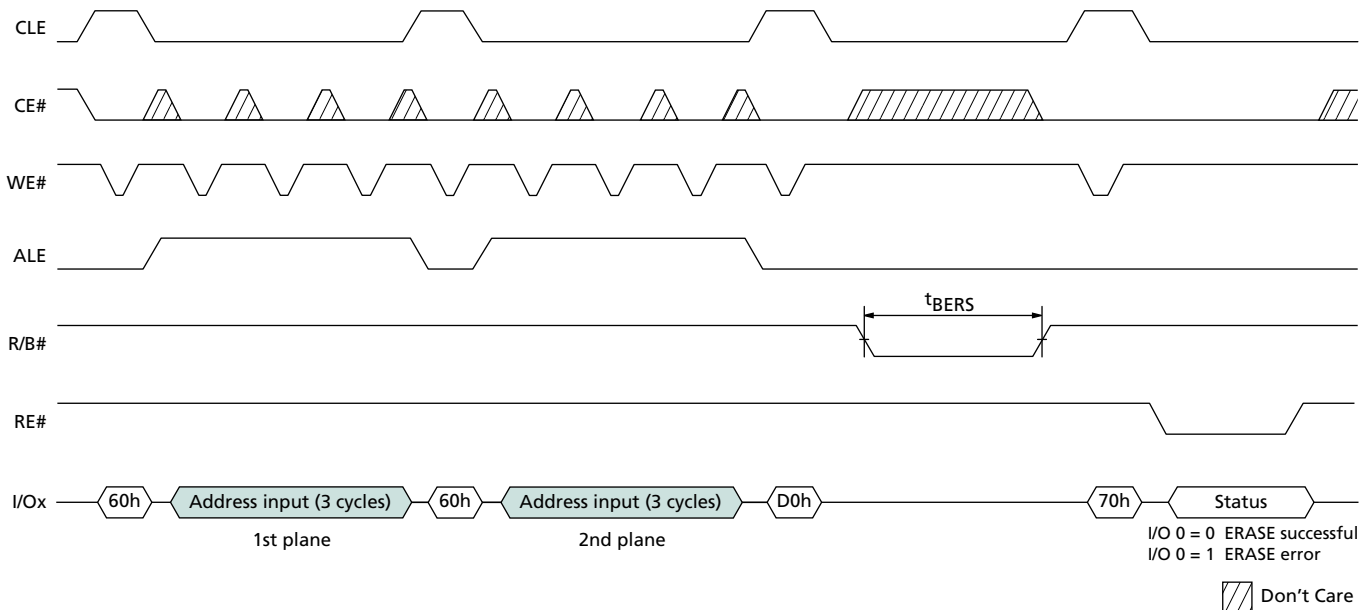 CLE
CE#
WE#
ALE
tBERS
R/B#
RE#
I/Ox
60h
Address input (3 cycles)
60h
Address input (3 cycles)
D0h
70h
Status
1st plane
2nd plane
I/O 0 = 0 ERASE successful
I/O 0 = 1 ERASE error
Don't Care